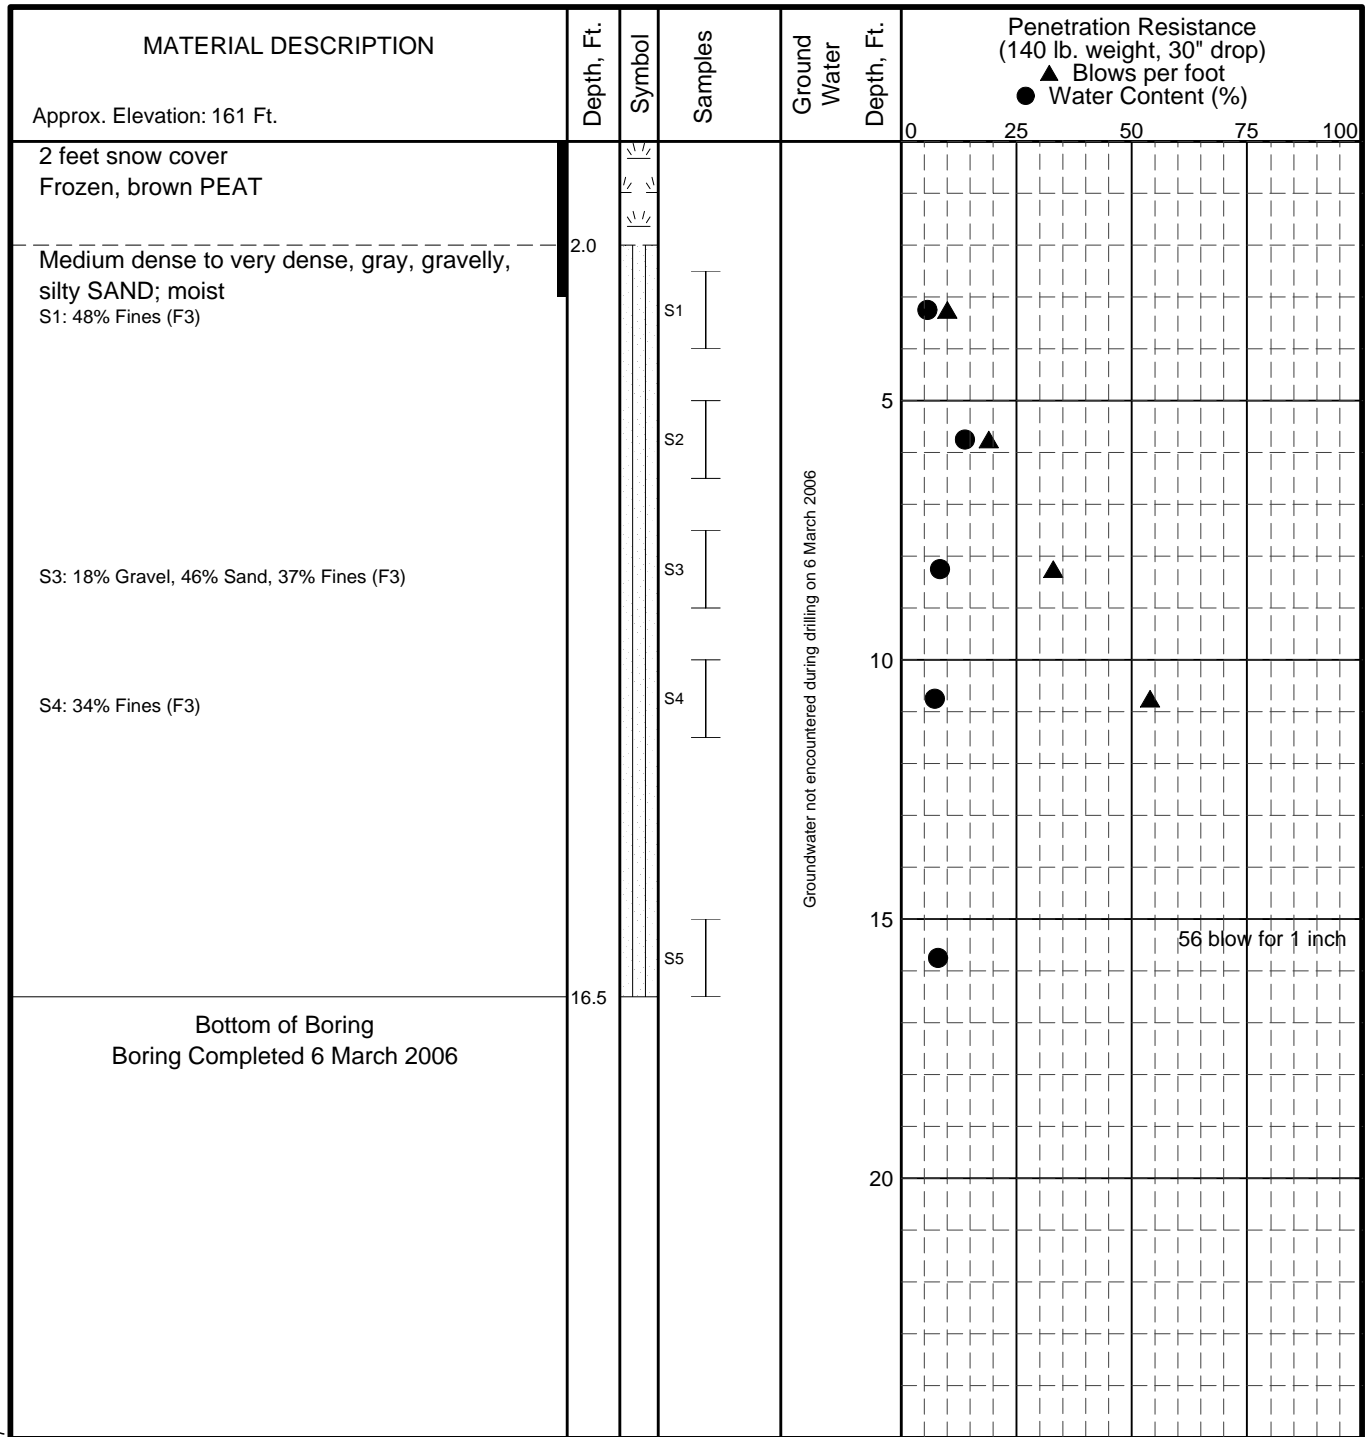 MATERIAL DESCRIPTION
Approx. Elevation: 161 Ft.
Depth, Ft.
Symbol
Samples
Ground
Water
Depth, Ft.
Penetration Resistance
(140 lb. weight, 30" drop)
▲ Blows per foot
● Water Content (%)
0 25 50 75 100
2 feet snow cover
Frozen, brown PEAT
2.0
Medium dense to very dense, gray, gravelly,
silty SAND; moist
S1: 48% Fines (F3)
S1
5
S2
S3: 18% Gravel, 46% Sand, 37% Fines (F3)
S3
Groundwater not encountered during drilling on 6 March 2006
10
S4: 34% Fines (F3)
S4
15
56 blow for 1 inch
S5
16.5
Bottom of Boring
Boring Completed 6 March 2006
20